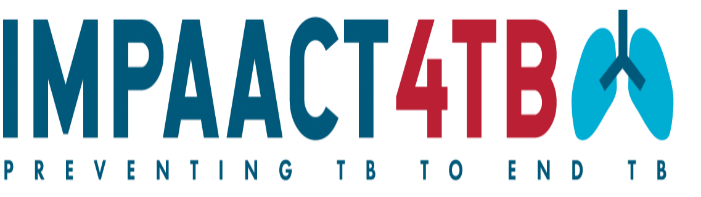 IMPAACT4TB
PREVENTING TB TO END TB